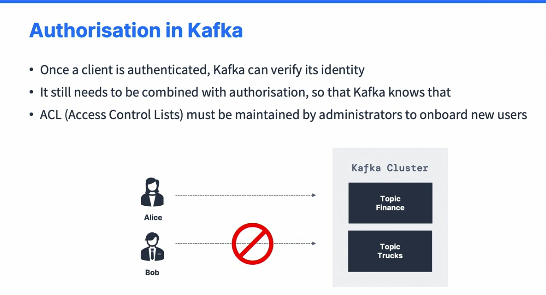 Authorisation in Kafka
• Once a client is authenticated, Kafka can verify its identity
• It still needs to be combined with authorisation, so that Kafka knows that
• ACL (Access Control Lists) must be maintained by administrators to onboard new users
Kafka Cluster
Alice
Topic
Finance
Bob
Topic
Trucks